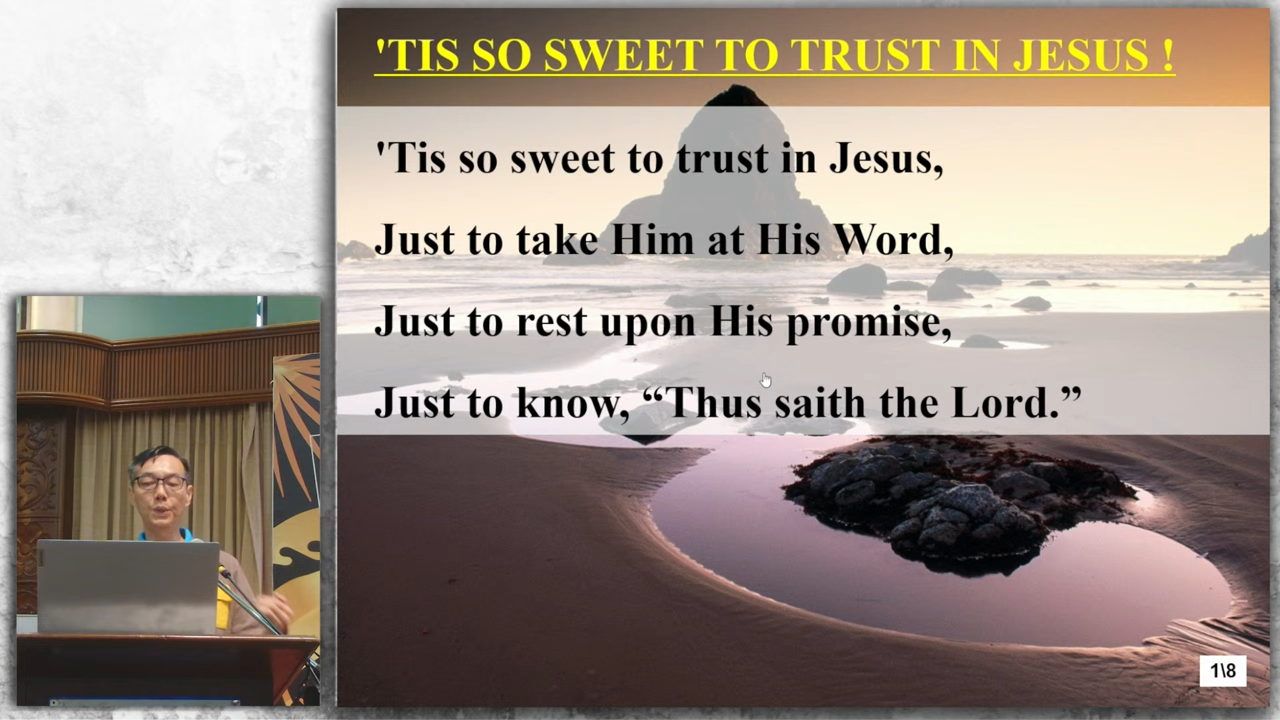 'TIS SO SWEET TO TRUST IN JESUS !
'Tis so sweet to trust in Jesus,
Just to take Him at His Word,
Just to rest upon His promise,
Just to know, “Thus saith the Lord.”
1\8